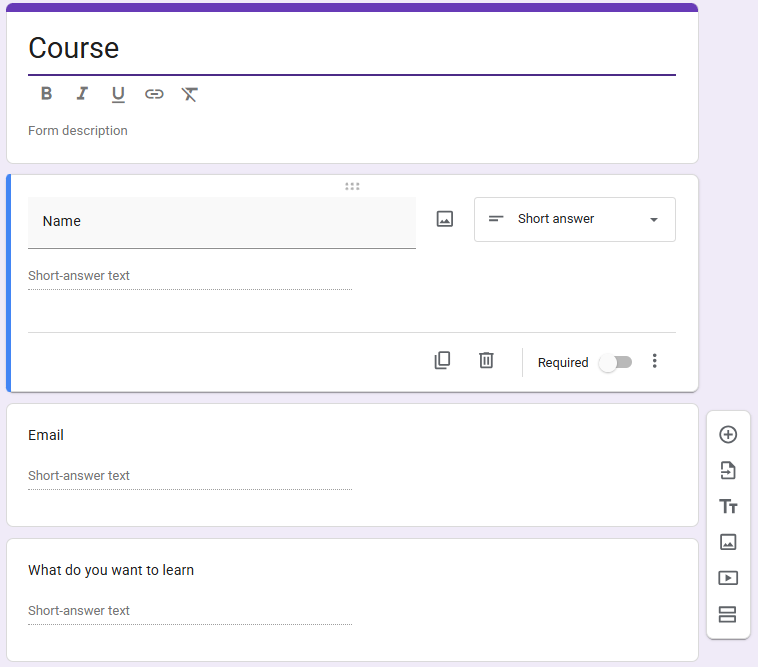 Course
B I U
Form description
Name
Short answer
Short-answer text
Required
Email
Short-answer text
What do you want to learn
Short-answer text